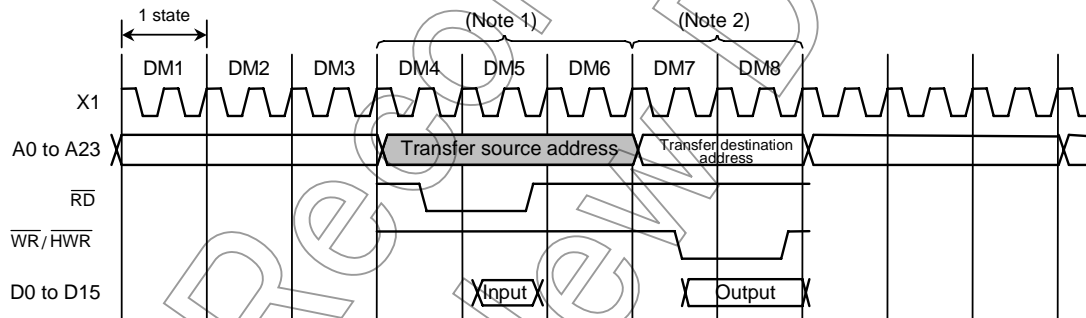 1 state
(Note 1)
(Note 2)
DM1 DM2 DM3 DM4 DM5 DM6 DM7 DM8
X1
A0 to A23
Transfer source address
Transfer destination
address
RD
WR/HWR
D0 to D15
Input
Output